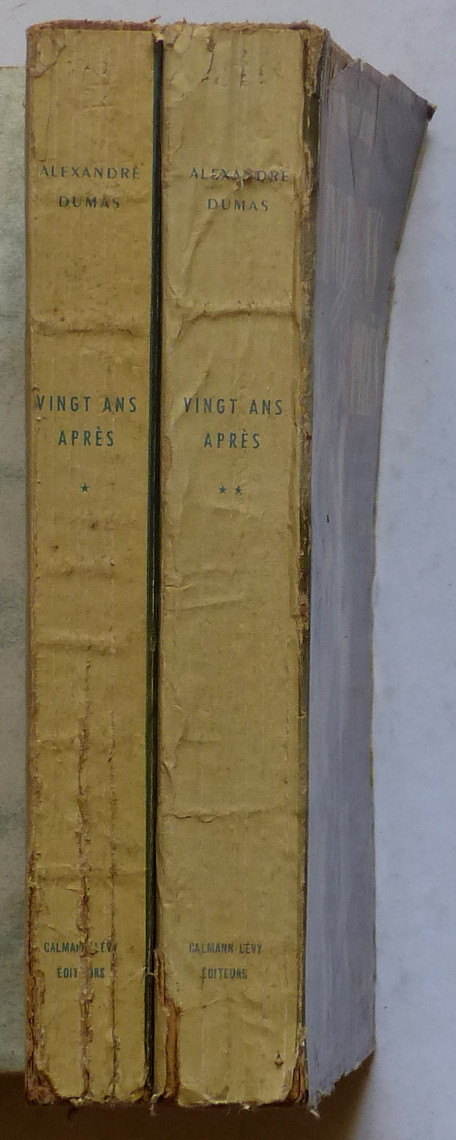 ALEXANDRE
DUMAS
VINGT ANS
APRÈS
★
CALMANN LÉVY
ÉDITEURS
ALEXANDRE
DUMAS
VINGT ANS
APRÈS
★★
CALMANN LÉVY
ÉDITEURS